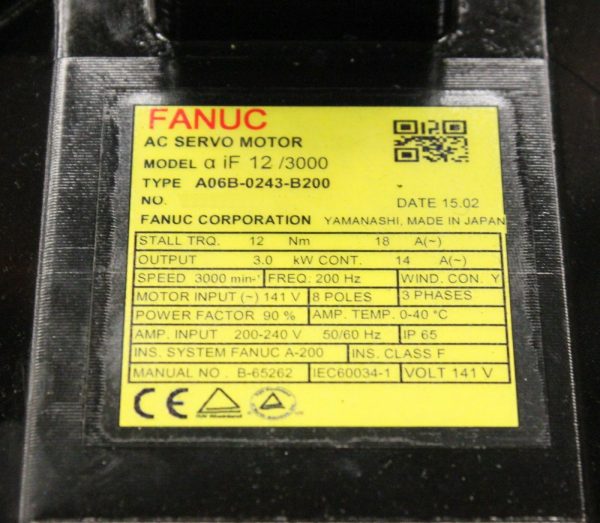 FANUC
AC SERVO MOTOR
MODEL α iF 12 /3000
TYPE A06B-0243-B200
NO. DATE 15.02
FANUC CORPORATION YAMANASHI, MADE IN JAPAN
STALL TRQ. 12 Nm 18 A(~)
OUTPUT 3.0 kW CONT. 14 A(~)
SPEED 3000 min-¹ FREQ. 200 Hz WIND. CON. Y
MOTOR INPUT (~) 141 V 8 POLES 3 PHASES
POWER FACTOR 90 % AMP. TEMP. 0-40 °C
AMP. INPUT 200-240 V 50/60 Hz IP 65
INS. SYSTEM FANUC A-200 INS. CLASS F
MANUAL NO. B-65262 IEC60034-1 VOLT 141 V
CE